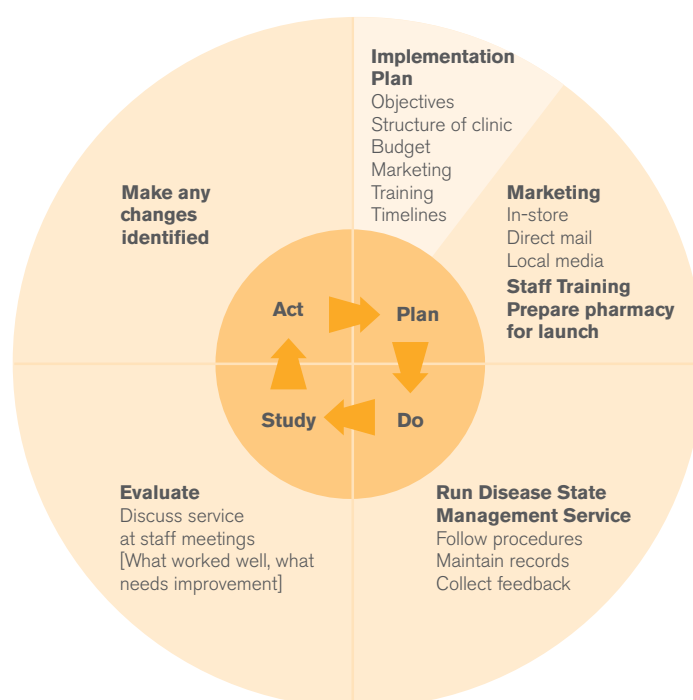 Implementation
Plan
Objectives
Structure of clinic
Budget
Marketing
Training
Timelines
Marketing
In-store
Direct mail
Local media
Staff Training
Prepare pharmacy
for launch
Make any
changes
identified
Act
Plan
Study
Do
Evaluate
Discuss service
at staff meetings
[What worked well, what
needs improvement]
Run Disease State
Management Service
Follow procedures
Maintain records
Collect feedback